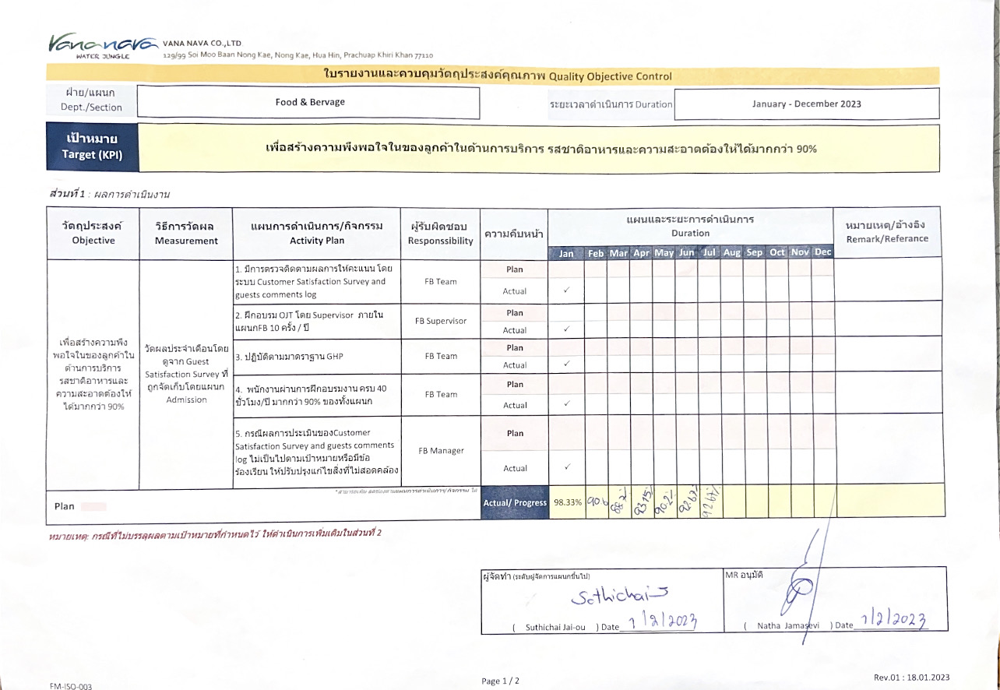 Vana nava
WATER JUNGLE
VANA NAVA CO.,LTD.
129/99 Soi Moo Baan Nong Kae, Nong Kae, Hua Hin, Prachuap Khiri Khan 77110
ใบรายงานและควบคุมวัตถุประสงค์คุณภาพ Quality Objective Control
ฝ่าย/แผนก
Dept./Section
Food & Bervage
ระยะเวลาดำเนินการ Duration
January - December 2023
เป้าหมาย
Target (KPI)
เพื่อสร้างความพึงพอใจในของลูกค้าในด้านการบริการ รสชาติอาหารและความสะอาดต้องให้ได้มากกว่า 90%
ส่วนที่ 1 : ผลการดำเนินงาน
วัตถุประสงค์
Objective
วิธีการวัดผล
Measurement
แผนการดำเนินการ/กิจกรรม
Activity Plan
ผู้รับผิดชอบ
Responssibility
ความคืบหน้า
แผนและระยะการดำเนินการ
Duration
Jan Feb Mar Apr May Jun Jul Aug Sep Oct Nov Dec
หมายเหตุ/อ้างอิง
Remark/Referance
เพื่อสร้างความพึง
พอใจในของลูกค้าใน
ด้านการบริการ
รสชาติอาหารและ
ความสะอาดต้องให้
ได้มากกว่า 90%
วัดผลประจำเดือนโดย
ดูจาก Guest
Satisfaction Survey ที่
ถูกจัดเก็บโดยแผนก
Admission
1. มีการตรวจติดตามผลการให้คะแนน โดย
ระบบ Customer Satisfaction Survey and
guests comments log
FB Team
Plan
Actual ✓
2. ฝึกอบรม OJT โดย Supervisor ภายใน
แผนกFB 10 ครั้ง / ปี
FB Supervisor
Plan
Actual ✓
3. ปฏิบัติตามมาตราฐาน GHP
FB Team
Plan
Actual ✓
4. พนักงานผ่านการฝึกอบรมงาน ครบ 40
ชั่วโมง/ปี มากกว่า 90% ของทั้งแผนก
FB Team
Plan
Actual ✓
5. กรณีผลการประเมินของCustomer
Satisfaction Survey and guests comments
log ไม่เป็นไปตามเป้าหมายหรือมีข้อ
ร้องเรียน ให้ปรับปรุงแก้ไขสิ่งที่ไม่สอดคล้อง
FB Manager
Plan
Actual ✓
Plan
Actual/ Progress 98.33% 90.6 93.15% 90.2% 92.67% 92.67%
หมายเหตุ: กรณีที่ไม่บรรลุผลตามเป้าหมายที่กำหนดไว้ ให้ดำเนินการเพิ่มเติมในส่วนที่ 2
ผู้จัดทำ (ระดับผู้จัดการแผนกขึ้นไป)
Suthichai J
( Suthichai Jai-ou ) Date 1/2/2023
MR อนุมัติ
( Natha Jamasevi ) Date 1/2/2023
FM-ISO-003
Page 1 / 2
Rev.01 : 18.01.2023